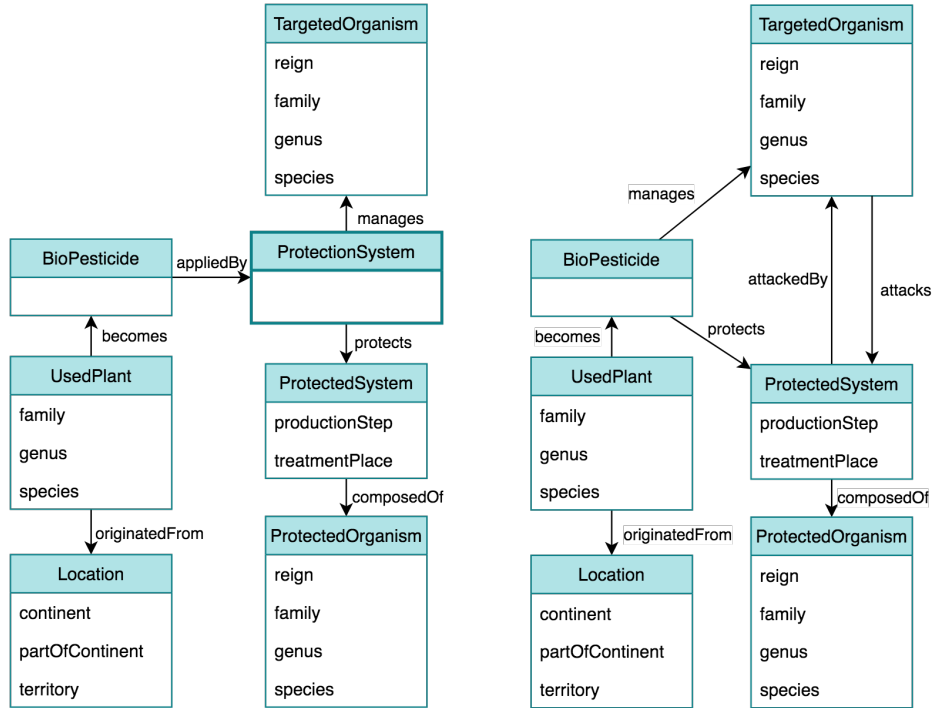 TargetedOrganism
reign
family
genus
species
manages
BioPesticide
appliedBy
ProtectionSystem
becomes
protects
UsedPlant
family
genus
species
ProtectedSystem
productionStep
treatmentPlace
originatedFrom
composedOf
Location
continent
partOfContinent
territory
ProtectedOrganism
reign
family
genus
species
TargetedOrganism
reign
family
genus
species
manages
BioPesticide
attackedBy
attacks
becomes
protects
UsedPlant
family
genus
species
ProtectedSystem
productionStep
treatmentPlace
originatedFrom
composedOf
Location
continent
partOfContinent
territory
ProtectedOrganism
reign
family
genus
species